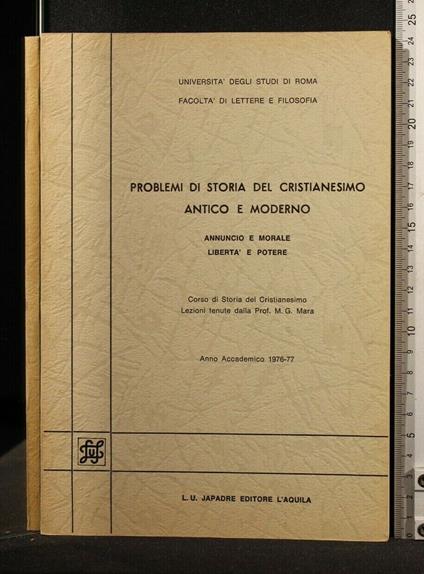 UNIVERSITA' DEGLI STUDI DI ROMA
FACOLTA' DI LETTERE E FILOSOFIA
PROBLEMI DI STORIA DEL CRISTIANESIMO
ANTICO E MODERNO
ANNUNCIO E MORALE
LIBERTA' E POTERE
Corso di Storia del Cristianesimo
Lezioni tenute dalla Prof. M. G. Mara
Anno Accademico 1976-77
L. U. JAPADRE EDITORE L'AQUILA